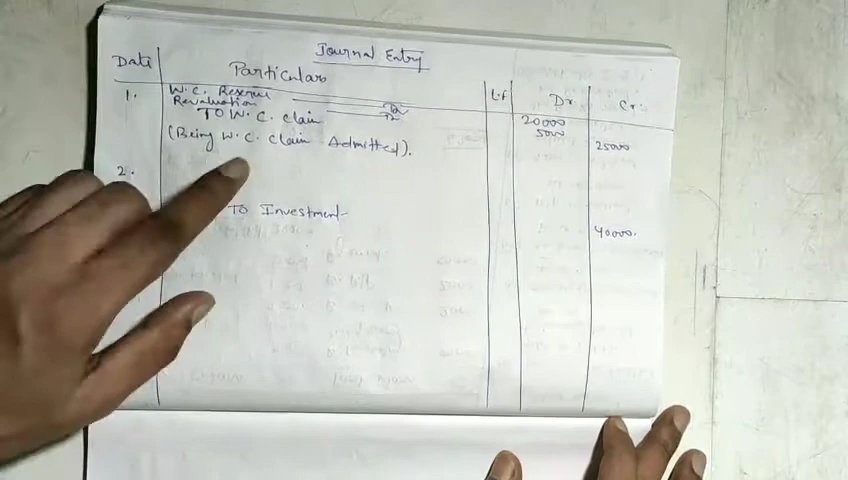 Journal Entry
Date Particulars L.F Dr. Cr.
1. W.C. Reserve Dr 20000
Revaluation Dr 5000
To W.C. Claim 25000
(Being W.C. Claim Admitted).
2.
To Investment 40000.